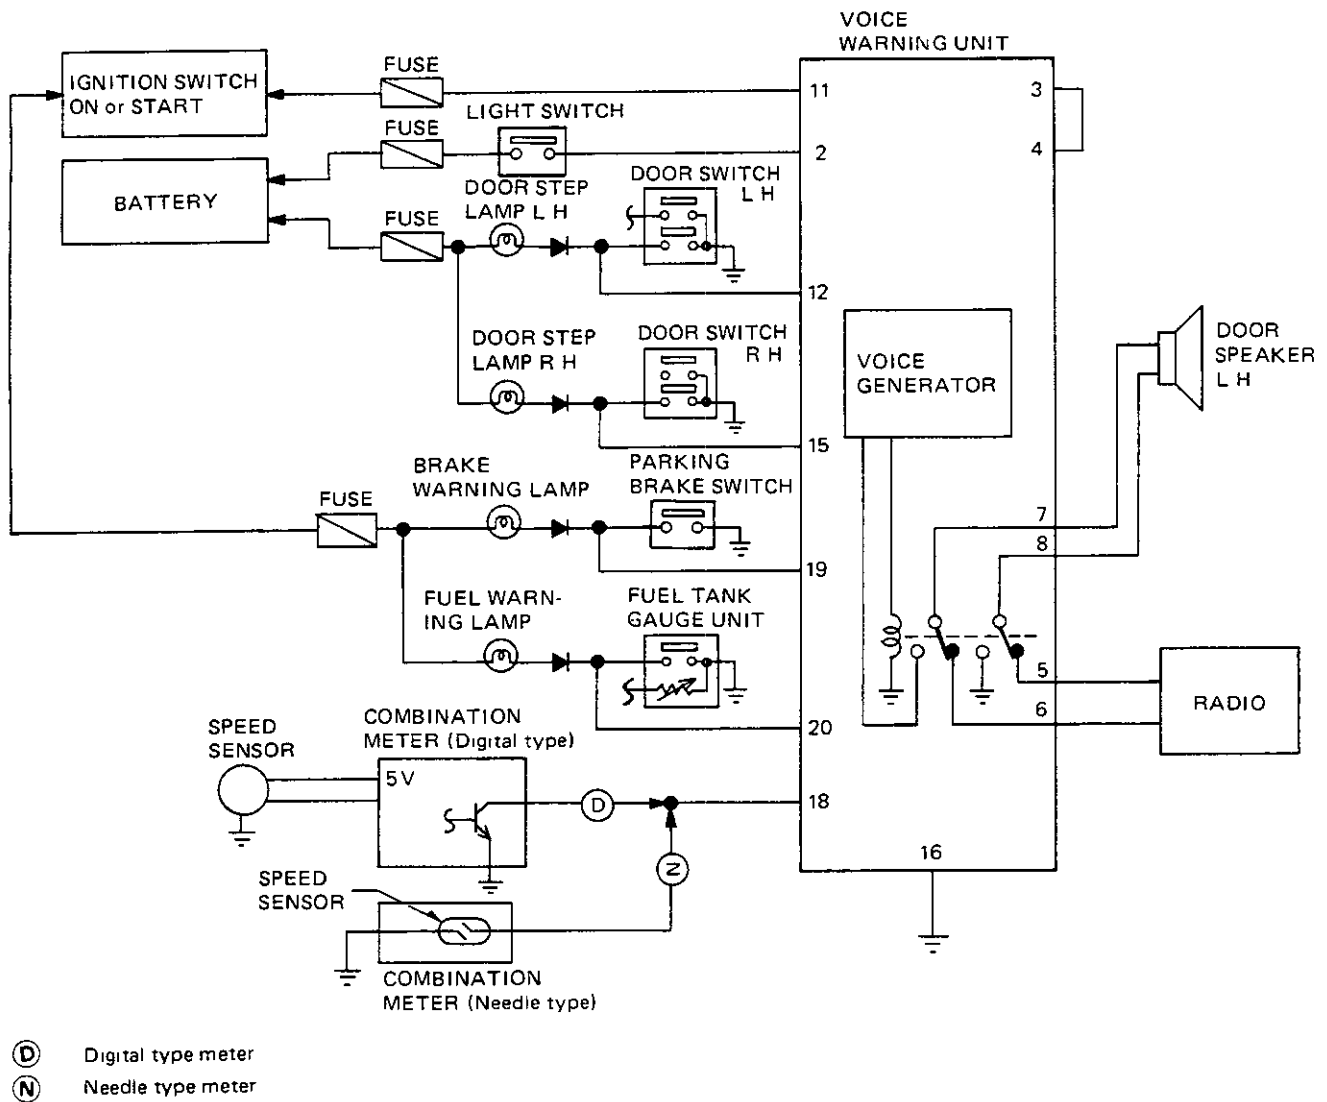 VOICE
WARNING UNIT
IGNITION SWITCH
ON or START
FUSE
11
3
LIGHT SWITCH
FUSE
2
4
BATTERY
DOOR STEP
LAMP L H
DOOR SWITCH
L H
FUSE
12
DOOR STEP
LAMP R H
DOOR SWITCH
R H
VOICE
GENERATOR
DOOR
SPEAKER
L H
15
BRAKE
WARNING LAMP
PARKING
BRAKE SWITCH
FUSE
7
8
19
FUEL WARN-
ING LAMP
FUEL TANK
GAUGE UNIT
5
6
RADIO
20
SPEED
SENSOR
COMBINATION
METER (Digital type)
5V
D
18
N
16
SPEED
SENSOR
COMBINATION
METER (Needle type)
D Digital type meter
N Needle type meter